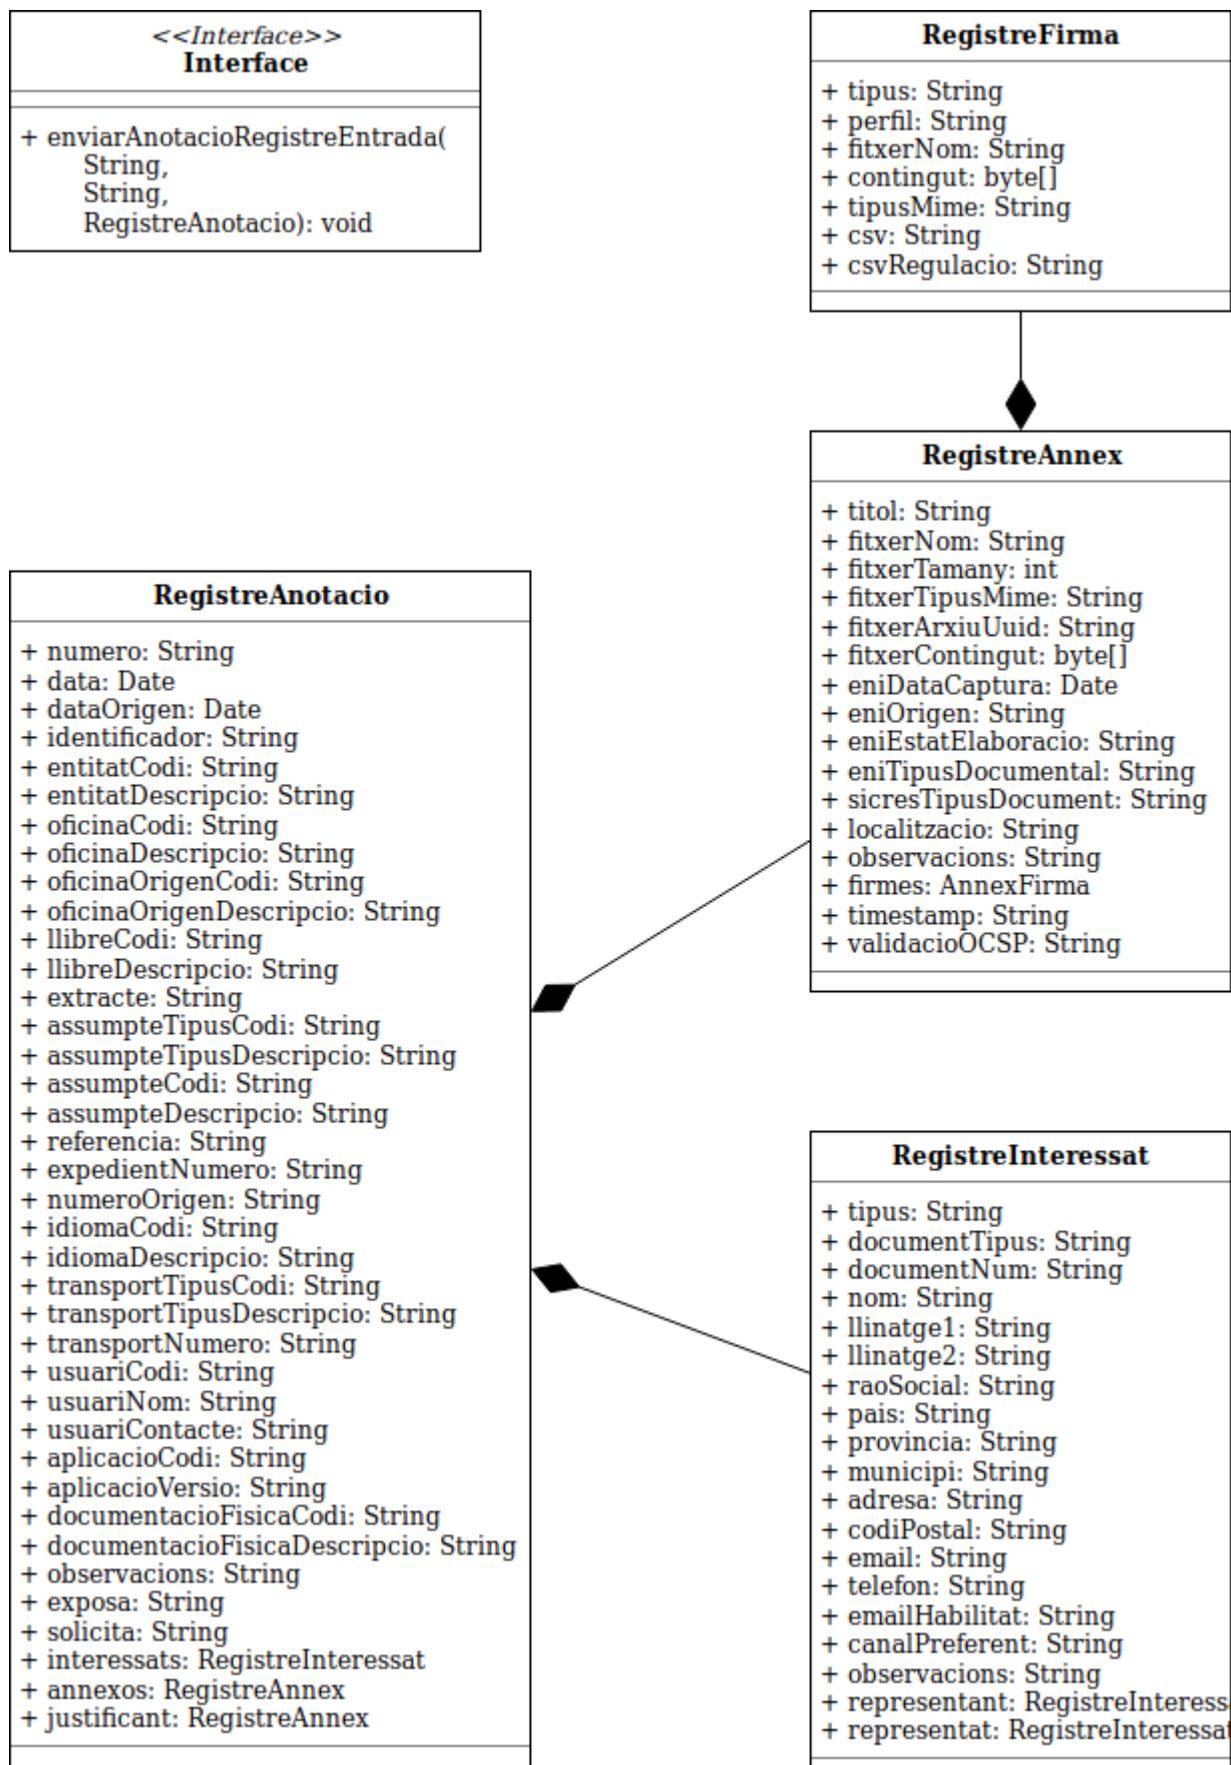 <<Interface>>
Interface
+ enviarAnotacioRegistreEntrada(
String,
String,
RegistreAnotacio): void
RegistreFirma
+ tipus: String
+ perfil: String
+ fitxerNom: String
+ contingut: byte[]
+ tipusMime: String
+ csv: String
+ csvRegulacio: String
RegistreAnnex
+ titol: String
+ fitxerNom: String
+ fitxerTamany: int
+ fitxerTipusMime: String
+ fitxerArxiuUuid: String
+ fitxerContingut: byte[]
+ eniDataCaptura: Date
+ eniOrigen: String
+ eniEstatElaboracio: String
+ eniTipusDocumental: String
+ sicresTipusDocument: String
+ localitzacio: String
+ observacions: String
+ firmes: AnnexFirma
+ timestamp: String
+ validacioOCSP: String
RegistreAnotacio
+ numero: String
+ data: Date
+ dataOrigen: Date
+ identificador: String
+ entitatCodi: String
+ entitatDescripcio: String
+ oficinaCodi: String
+ oficinaDescripcio: String
+ oficinaOrigenCodi: String
+ oficinaOrigenDescripcio: String
+ llibreCodi: String
+ llibreDescripcio: String
+ extracte: String
+ assumpteTipusCodi: String
+ assumpteTipusDescripcio: String
+ assumpteCodi: String
+ assumpteDescripcio: String
+ referencia: String
+ expedientNumero: String
+ numeroOrigen: String
+ idiomaCodi: String
+ idiomaDescripcio: String
+ transportTipusCodi: String
+ transportTipusDescripcio: String
+ transportNumero: String
+ usuariCodi: String
+ usuariNom: String
+ usuariContacte: String
+ aplicacioCodi: String
+ aplicacioVersio: String
+ documentacioFisicaCodi: String
+ documentacioFisicaDescripcio: String
+ observacions: String
+ exposa: String
+ solicita: String
+ interessats: RegistreInteressat
+ annexos: RegistreAnnex
+ justificant: RegistreAnnex
RegistreInteressat
+ tipus: String
+ documentTipus: String
+ documentNum: String
+ nom: String
+ llinatge1: String
+ llinatge2: String
+ raoSocial: String
+ pais: String
+ provincia: String
+ municipi: String
+ adresa: String
+ codiPostal: String
+ email: String
+ telefon: String
+ emailHabilitat: String
+ canalPreferent: String
+ observacions: String
+ representant: RegistreInteressa
+ representat: RegistreInteressat